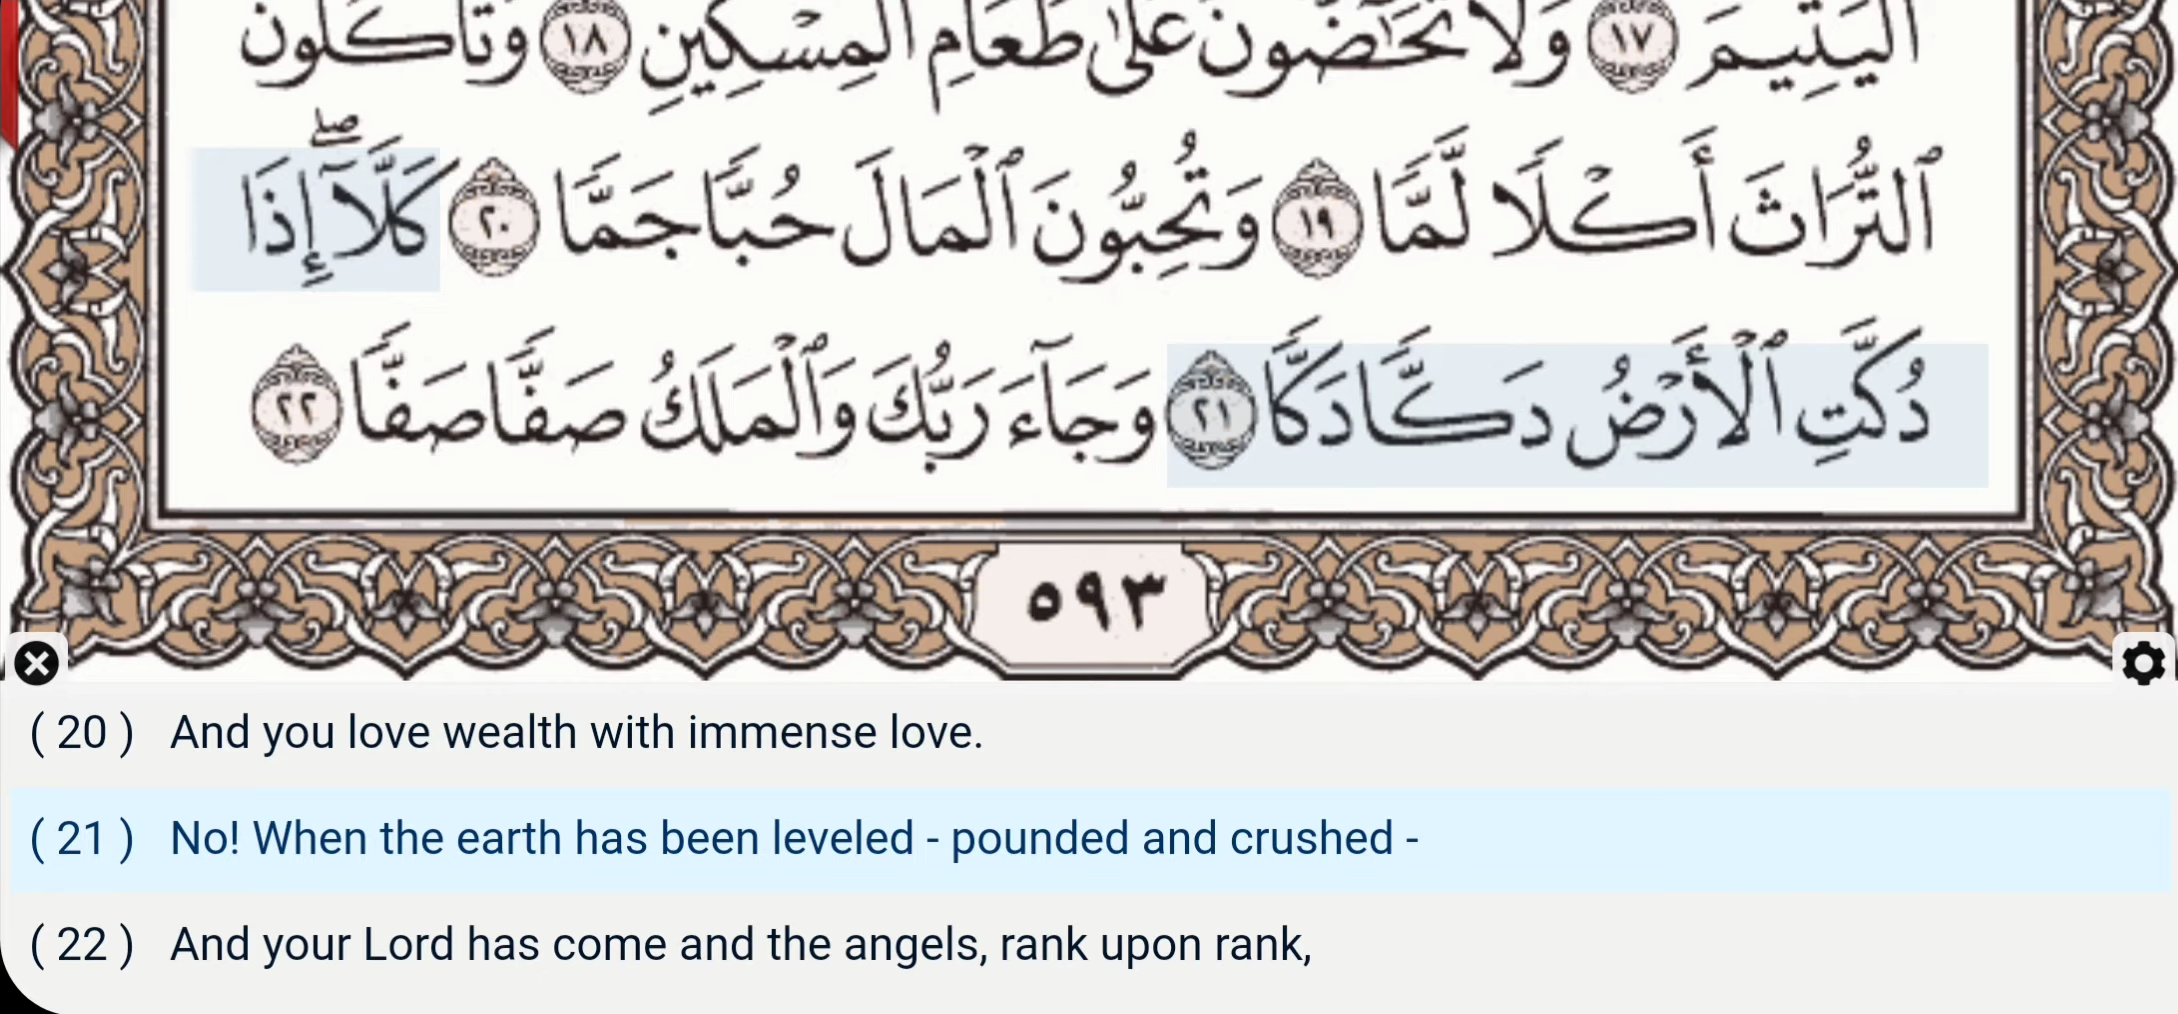 ٱلْيَتِيمَ ١٧ وَلَا تَحَٰٓضُّونَ عَلَىٰ طَعَامِ ٱلْمِسْكِينِ ١٨ وَتَأْكُلُونَ
ٱلتُّرَاثَ أَكْلًا لَّمًّا ١٩ وَتُحِبُّونَ ٱلْمَالَ حُبًّا جَمًّا ٢٠ كَلَّآۖ إِذَا
دُكَّتِ ٱلْأَرْضُ دَكًّا دَكًّا ٢١ وَجَآءَ رَبُّكَ وَٱلْمَلَكُ صَفًّا صَفًّا ٢٢
٥٩٣
( 20 ) And you love wealth with immense love.
( 21 ) No! When the earth has been leveled - pounded and crushed -
( 22 ) And your Lord has come and the angels, rank upon rank,